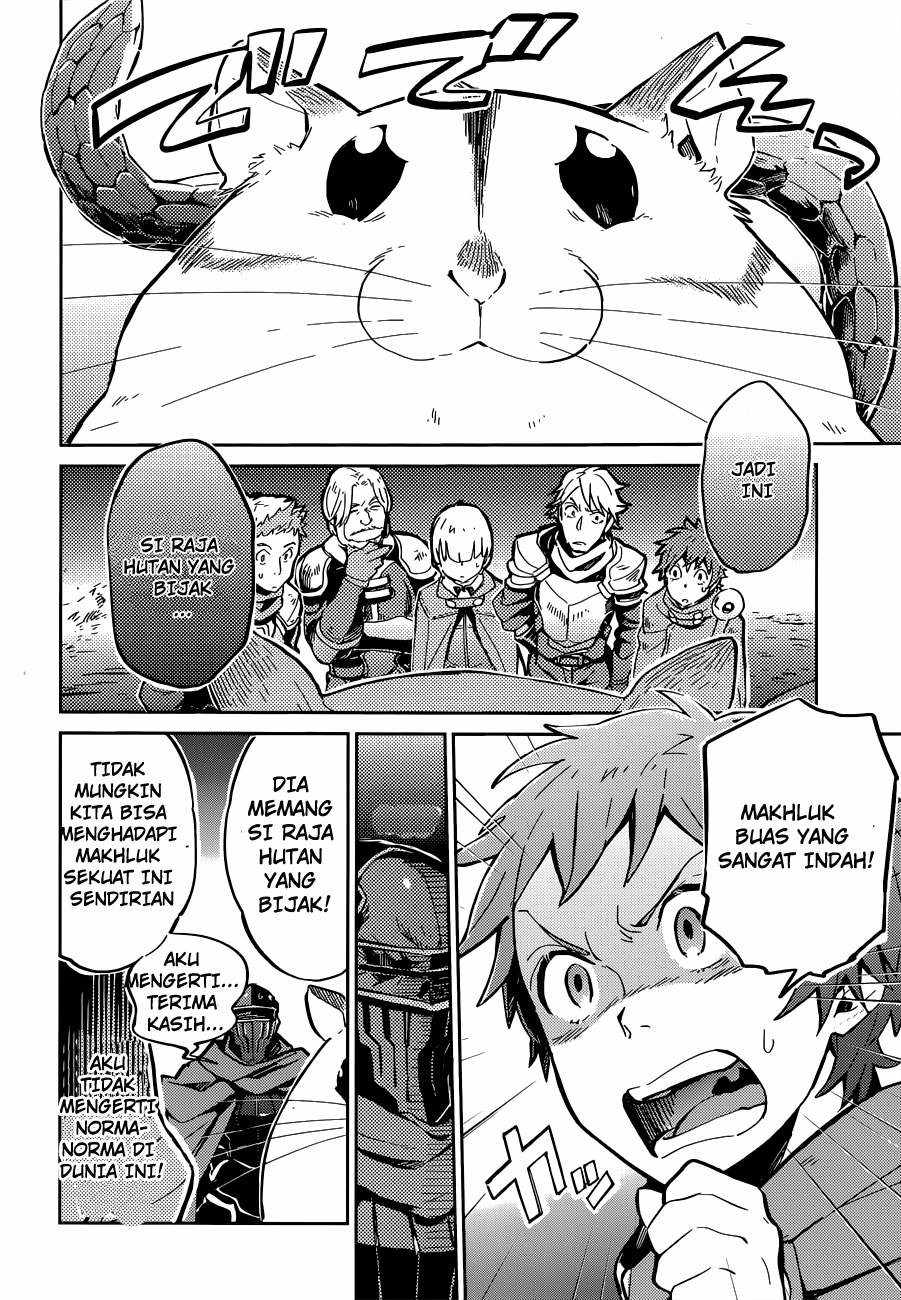 ででんっ
JADI
INI
SI RAJA
HUTAN YANG
BIJAK
...
MAKHLUK
BUAS YANG
SANGAT INDAH!
カッ
DIA
MEMANG
SI RAJA
HUTAN
YANG
BIJAK!
TIDAK
MUNGKIN
KITA BISA
MENGHADAPI
MAKHLUK
SEKUAT INI
SENDIRIAN
AKU
MENGERTI...
TERIMA
KASIH...
AKU
TIDAK
MENGERTI
NORMA-
NORMA DI
DUNIA INI!